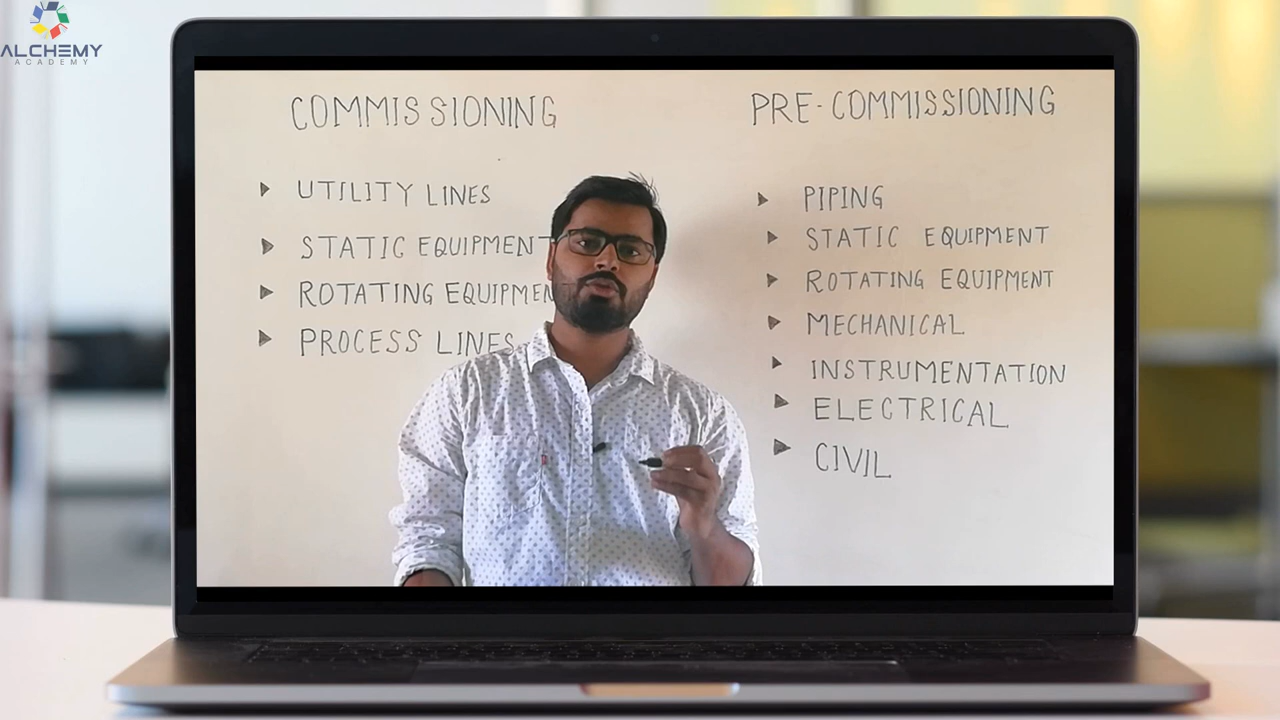 ALCHEMY
ACADEMY
COMMISSIONING
UTILITY LINES
STATIC EQUIPMENT
ROTATING EQUIPMEN
PROCESS LINES
PRE-COMMISSIONING
PIPING
STATIC EQUIPMENT
ROTATING EQUIPMENT
MECHANICAL
INSTRUMENTATION
ELECTRICAL
CIVIL